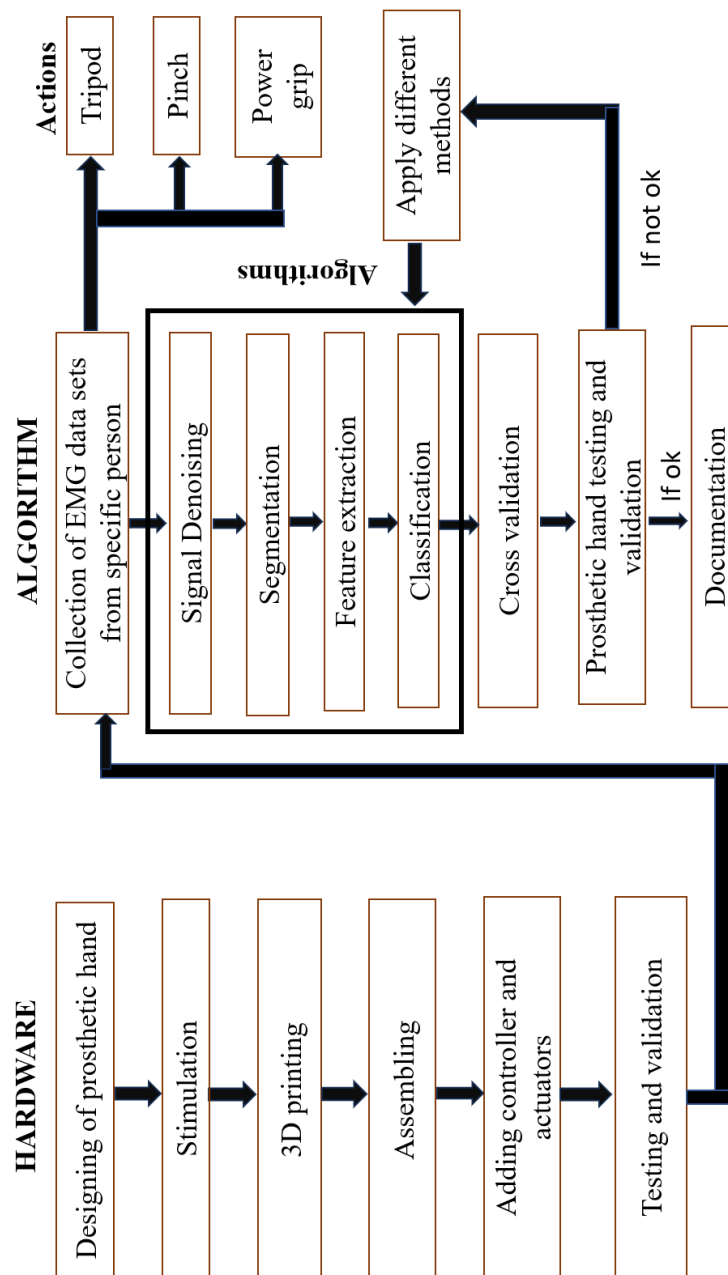 HARDWARE
Designing of prosthetic hand
Stimulation
3D printing
Assembling
Adding controller and
actuators
Testing and validation
ALGORITHM
Collection of EMG data sets
from specific person
Algorithms
Signal Denoising
Segmentation
Feature extraction
Classification
Cross validation
Prosthetic hand testing and
validation
If ok
Documentation
If not ok
Apply different
methods
Actions
Tripod
Pinch
Power
grip